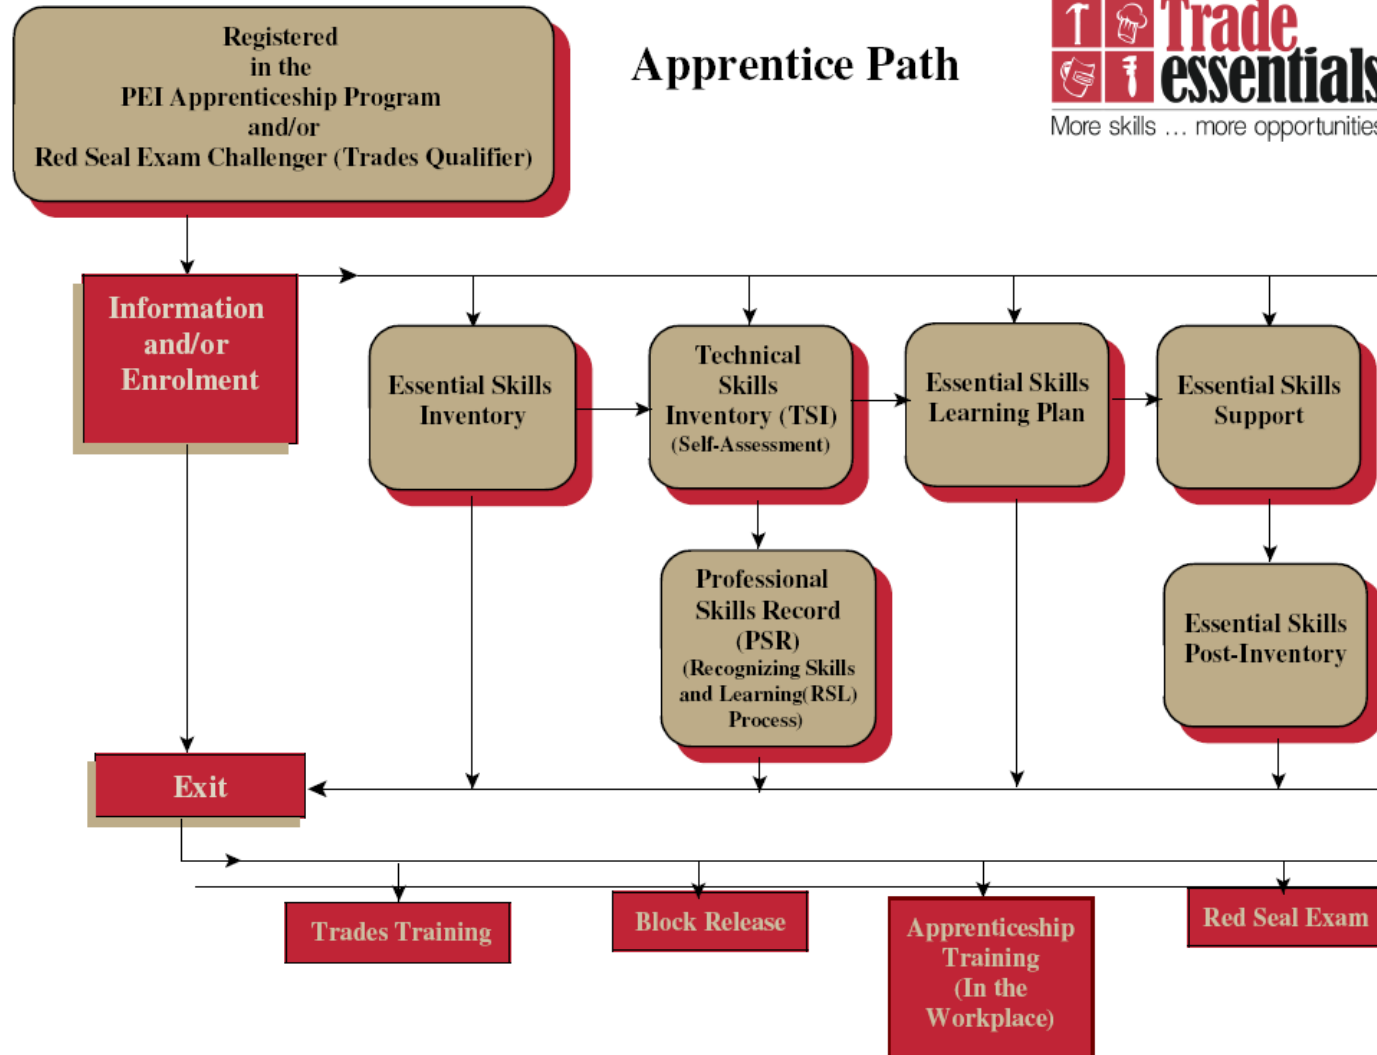 Registered
in the
PEI Apprenticeship Program
and/or
Red Seal Exam Challenger (Trades Qualifier)
Apprentice Path
Trade
essentials
More skills ... more opportunities
Information
and/or
Enrolment
Essential Skills
Inventory
Technical
Skills
Inventory (TSI)
(Self-Assessment)
Essential Skills
Learning Plan
Essential Skills
Support
Professional
Skills Record
(PSR)
(Recognizing Skills
and Learning(RSL)
Process)
Essential Skills
Post-Inventory
Exit
Trades Training
Block Release
Apprenticeship
Training
(In the
Workplace)
Red Seal Exam